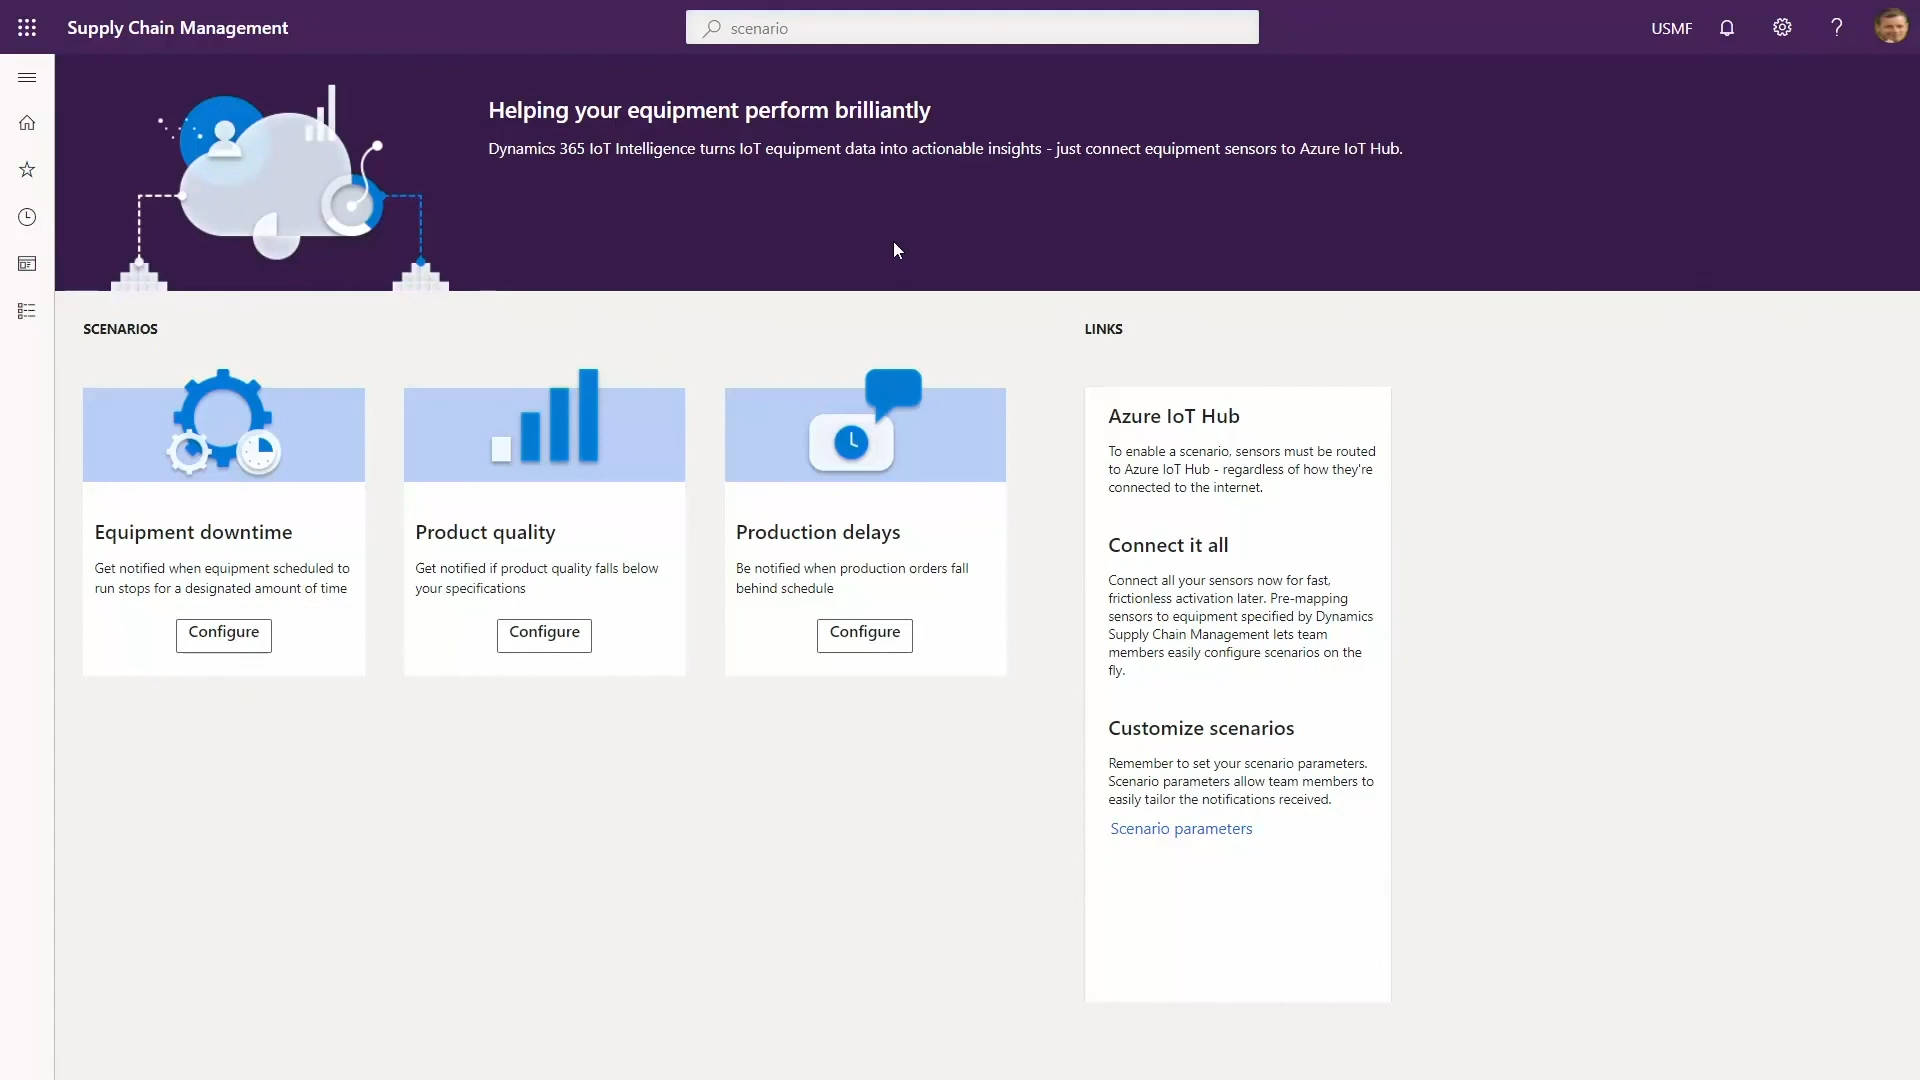 Supply Chain Management
scenario
USMF
Helping your equipment perform brilliantly
Dynamics 365 IoT Intelligence turns IoT equipment data into actionable insights - just connect equipment sensors to Azure IoT Hub.
SCENARIOS
Equipment downtime
Get notified when equipment scheduled to
run stops for a designated amount of time
Configure
Product quality
Get notified if product quality falls below
your specifications
Configure
Production delays
Be notified when production orders fall
behind schedule
Configure
LINKS
Azure IoT Hub
To enable a scenario, sensors must be routed
to Azure IoT Hub - regardless of how they're
connected to the internet.
Connect it all
Connect all your sensors now for fast,
frictionless activation later. Pre-mapping
sensors to equipment specified by Dynamics
Supply Chain Management lets team
members easily configure scenarios on the
fly.
Customize scenarios
Remember to set your scenario parameters.
Scenario parameters allow team members to
easily tailor the notifications received.
Scenario parameters